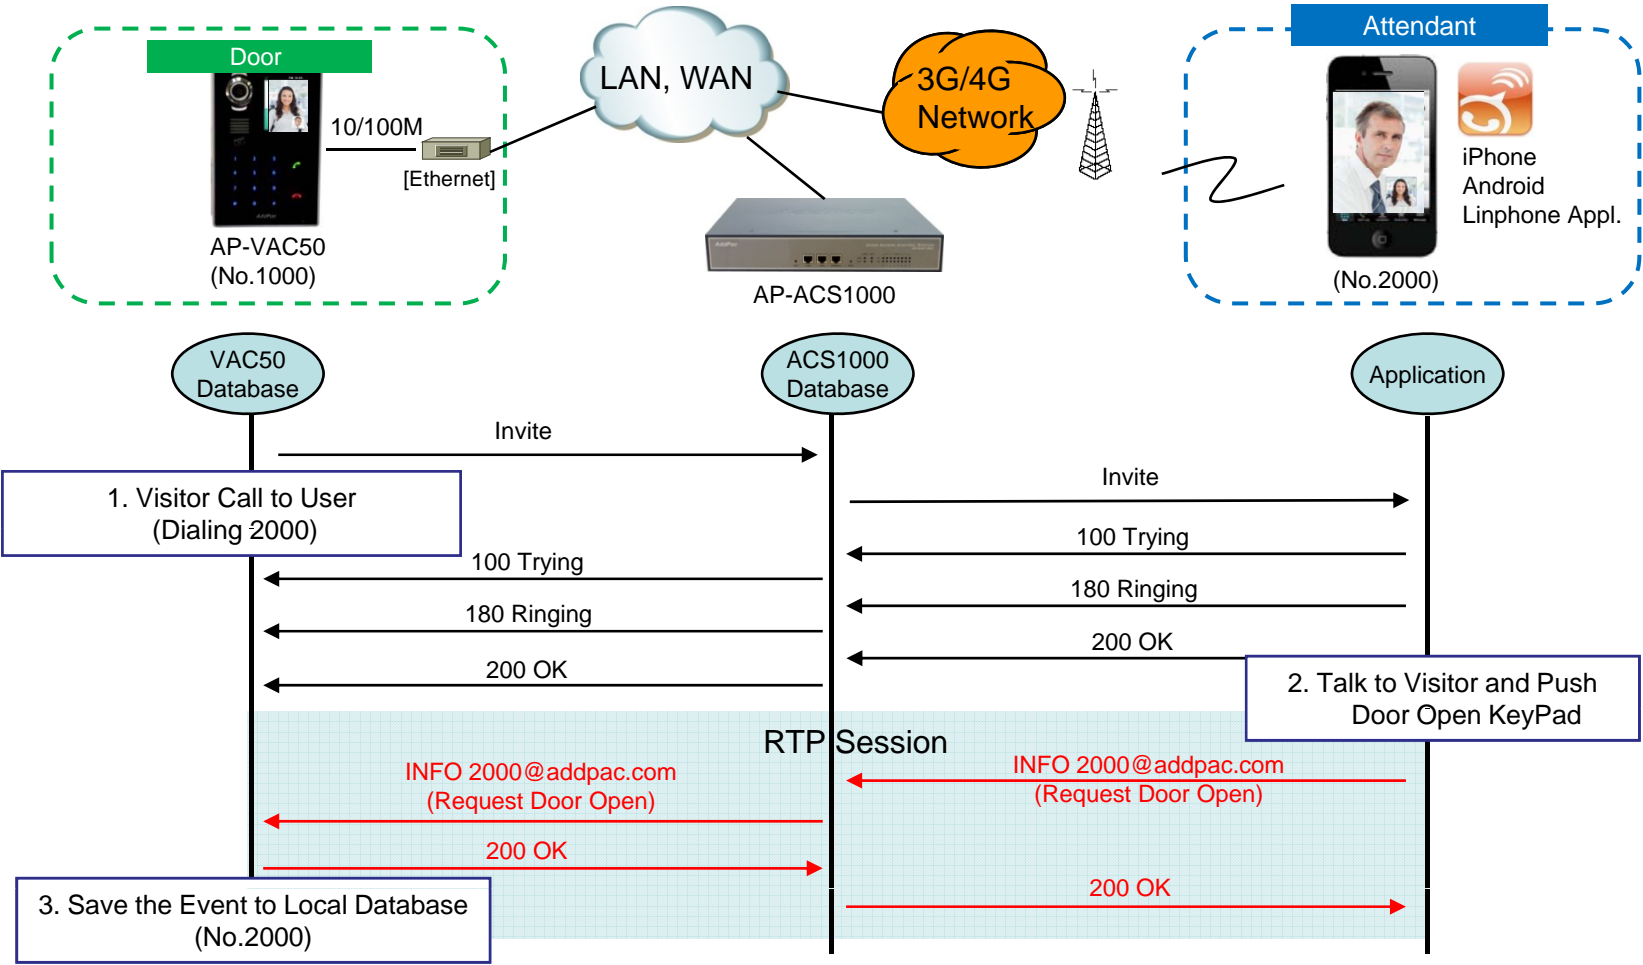 Door
Attendant
LAN, WAN
3G/4G
Network
10/100M
[Ethernet]
iPhone
Android
Linphone Appl.
AP-VAC50
(No.1000)
AddPac
AddPac
AP-ACS1000
(No.2000)
VAC50
Database
ACS1000
Database
Application
Invite
Invite
1. Visitor Call to User
(Dialing 2000)
100 Trying
100 Trying
180 Ringing
180 Ringing
200 OK
200 OK
2. Talk to Visitor and Push
Door Open KeyPad
RTP Session
INFO 2000@addpac.com
(Request Door Open)
INFO 2000@addpac.com
(Request Door Open)
200 OK
200 OK
3. Save the Event to Local Database
(No.2000)